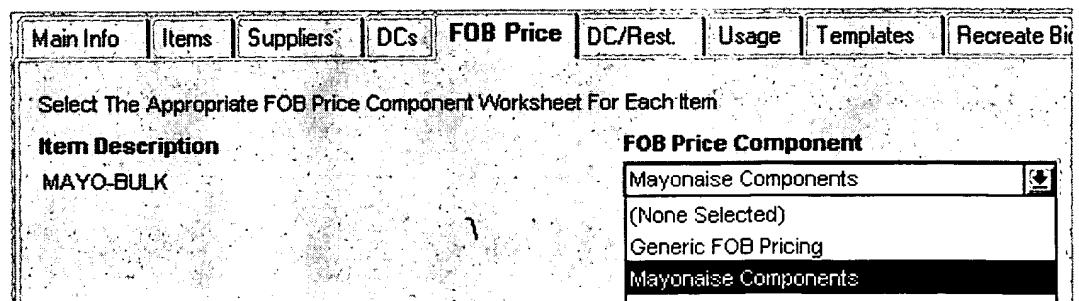 Main Info Items Suppliers DCs FOB Price DC/Rest. Usage Templates Recreate Bi
Select The Appropriate FOB Price Component Worksheet For Each Item
Item Description FOB Price Component
MAYO-BULK Mayonaise Components
(None Selected)
Generic FOB Pricing
Mayonaise Components